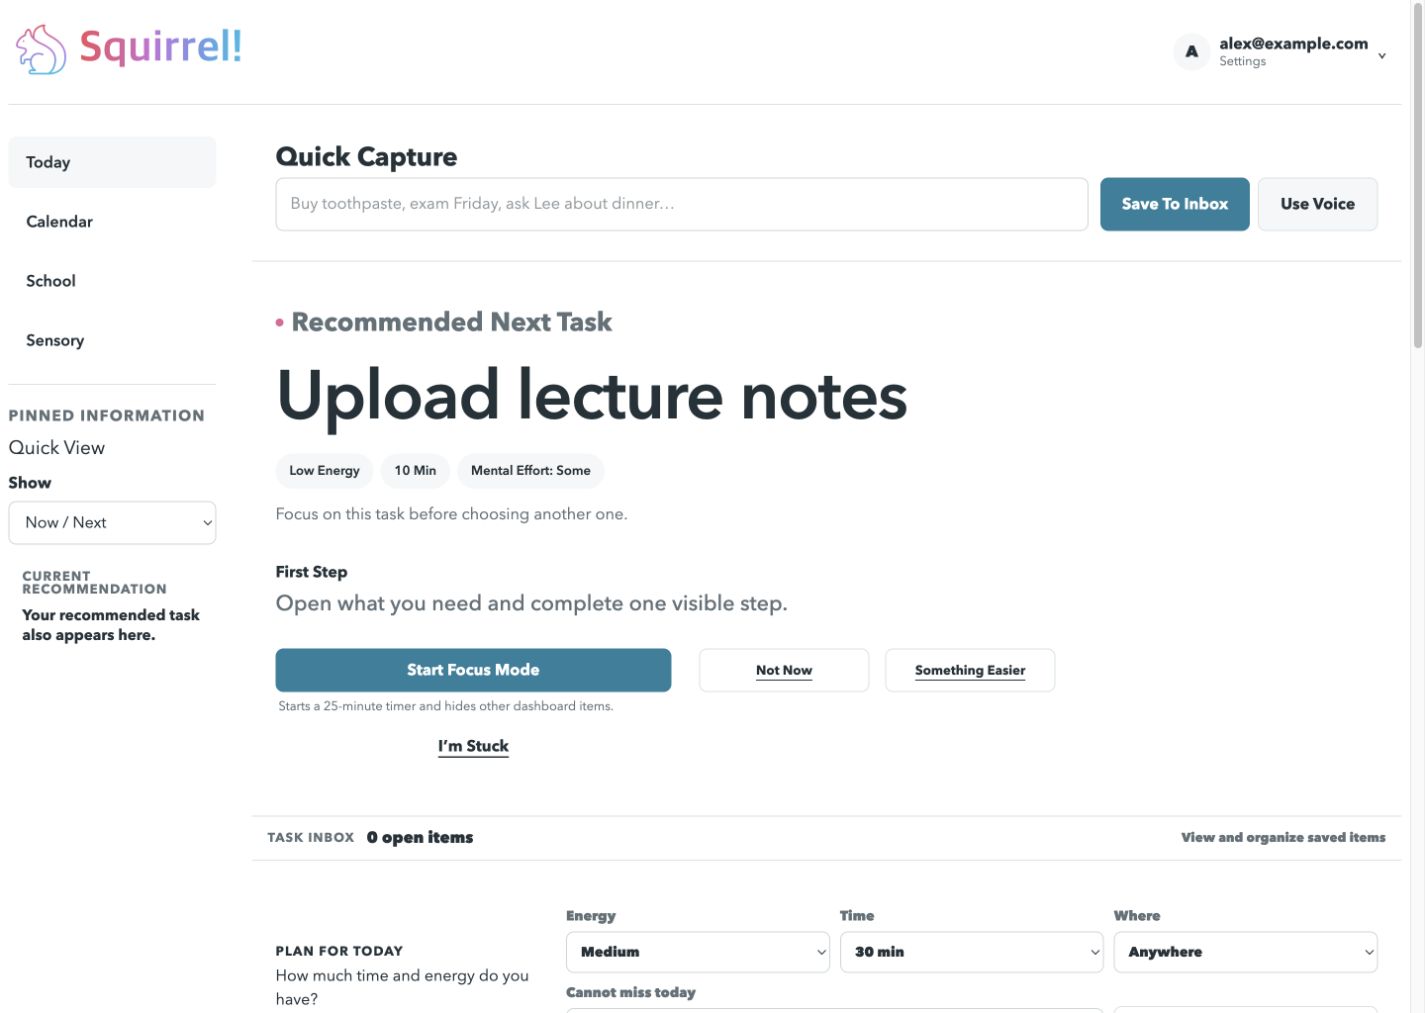 Squirrel!
A
alex@example.com
Settings
Today
Calendar
School
Sensory
PINNED INFORMATION
Quick View
Show
Now / Next
CURRENT
RECOMMENDATION
Your recommended task
also appears here.
Quick Capture
Buy toothpaste, exam Friday, ask Lee about dinner…
Save To Inbox
Use Voice
• Recommended Next Task
Upload lecture notes
Low Energy
10 Min
Mental Effort: Some
Focus on this task before choosing another one.
First Step
Open what you need and complete one visible step.
Start Focus Mode
Not Now
Something Easier
Starts a 25-minute timer and hides other dashboard items.
I’m Stuck
TASK INBOX 0 open items
View and organize saved items
PLAN FOR TODAY
How much time and energy do you
have?
Energy
Medium
Time
30 min
Where
Anywhere
Cannot miss today